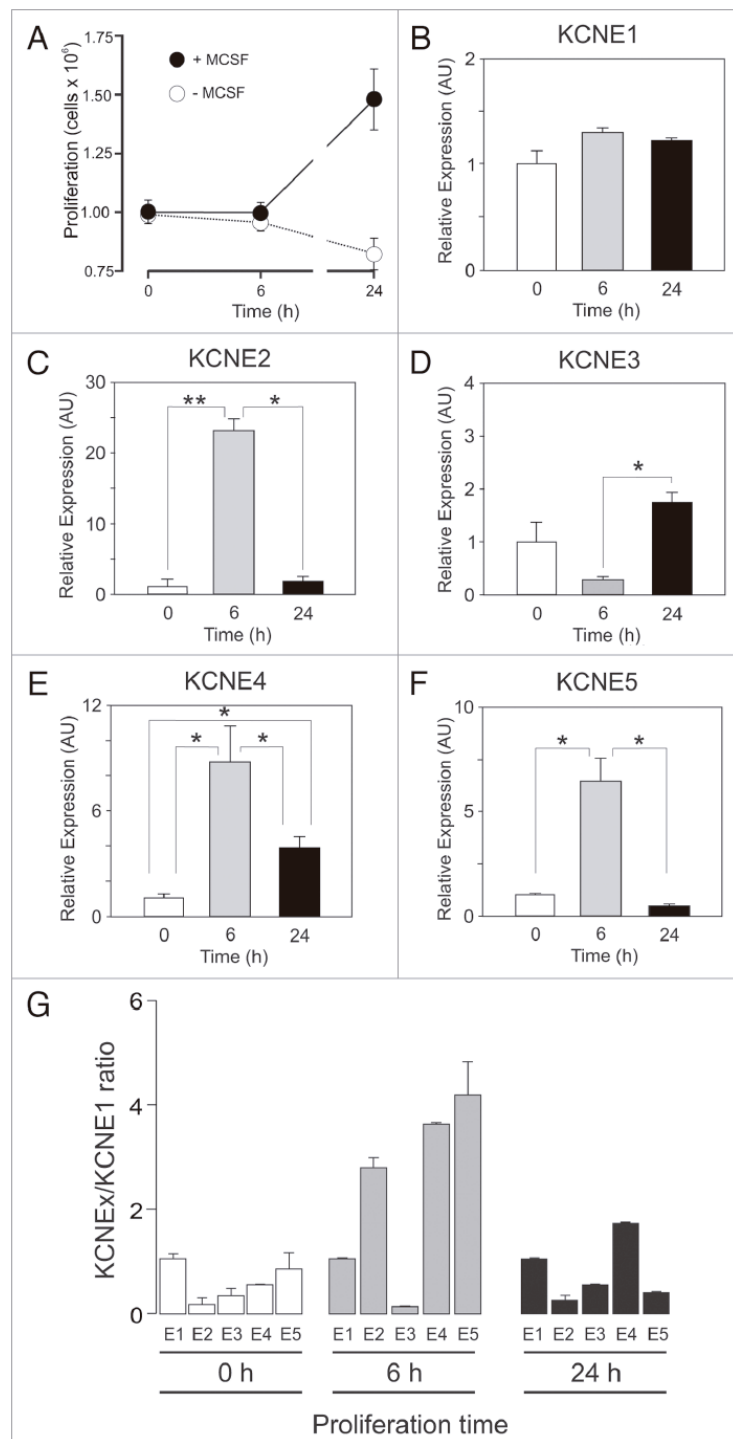 A
Proliferation (cells x 10⁶)
1.75
1.50
1.25
1.00
0.75
+ MCSF
- MCSF
0 6 24
Time (h)
B
KCNE1
Relative Expression (AU)
2
1
0
0 6 24
Time (h)
C
KCNE2
Relative Expression (AU)
30
20
10
0
** *
0 6 24
Time (h)
D
KCNE3
Relative Expression (AU)
4
3
2
1
0
*
0 6 24
Time (h)
E
KCNE4
Relative Expression (AU)
12
8
4
0
*
* *
0 6 24
Time (h)
F
KCNE5
Relative Expression (AU)
10
5
0
* *
0 6 24
Time (h)
G
KCNEx/KCNE1 ratio
6
4
2
0
E1 E2 E3 E4 E5 E1 E2 E3 E4 E5 E1 E2 E3 E4 E5
0 h 6 h 24 h
Proliferation time